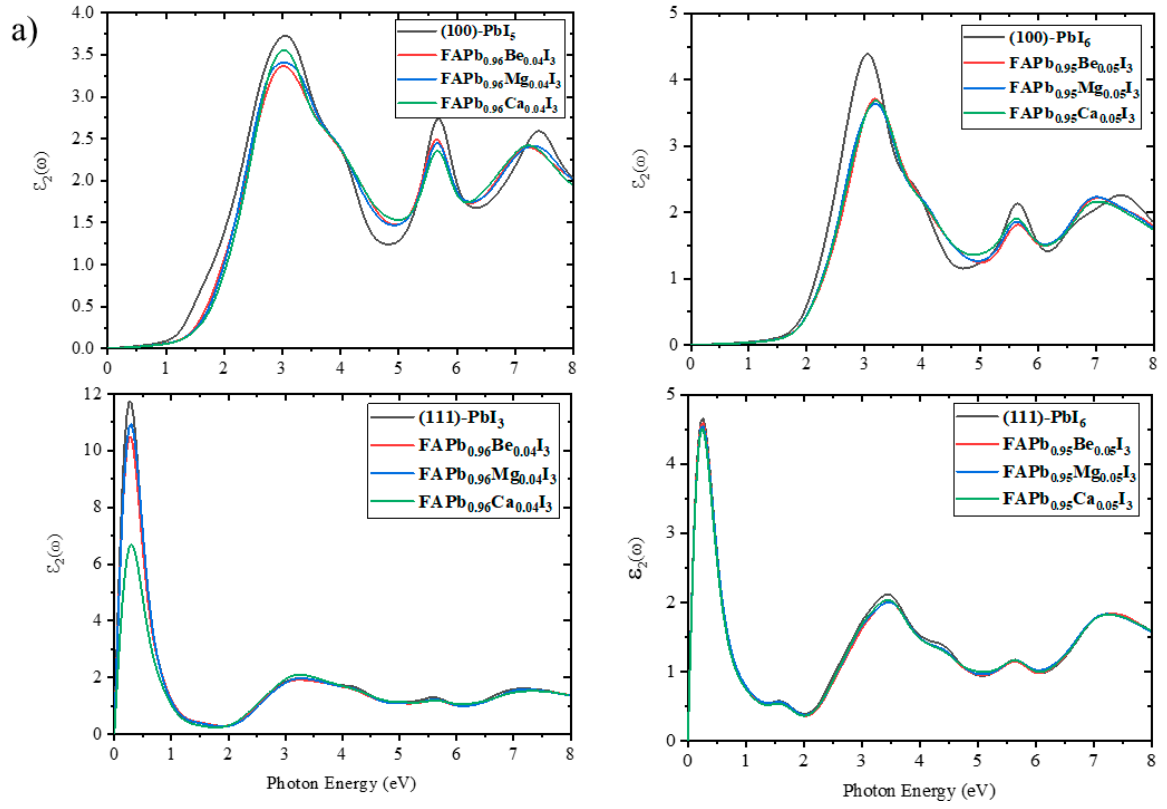 a)
4.0
3.5
3.0
2.5
2.0
1.5
1.0
0.5
0.0
ε₂(ω)
(100)-PbI₅
FAPb₀.₉₆Be₀.₀₄I₃
FAPb₀.₉₆Mg₀.₀₄I₃
FAPb₀.₉₆Ca₀.₀₄I₃
0 1 2 3 4 5 6 7 8
5
4
3
2
1
0
ε₂(ω)
(100)-PbI₆
FAPb₀.₉₅Be₀.₀₅I₃
FAPb₀.₉₅Mg₀.₀₅I₃
FAPb₀.₉₅Ca₀.₀₅I₃
0 1 2 3 4 5 6 7 8
12
10
8
6
4
2
0
ε₂(ω)
(111)-PbI₃
FAPb₀.₉₆Be₀.₀₄I₃
FAPb₀.₉₆Mg₀.₀₄I₃
FAPb₀.₉₆Ca₀.₀₄I₃
0 1 2 3 4 5 6 7 8
Photon Energy (eV)
5
4
3
2
1
0
ε₂(ω)
(111)-PbI₆
FAPb₀.₉₅Be₀.₀₅I₃
FAPb₀.₉₅Mg₀.₀₅I₃
FAPb₀.₉₅Ca₀.₀₅I₃
0 1 2 3 4 5 6 7 8
Photon Energy (eV)